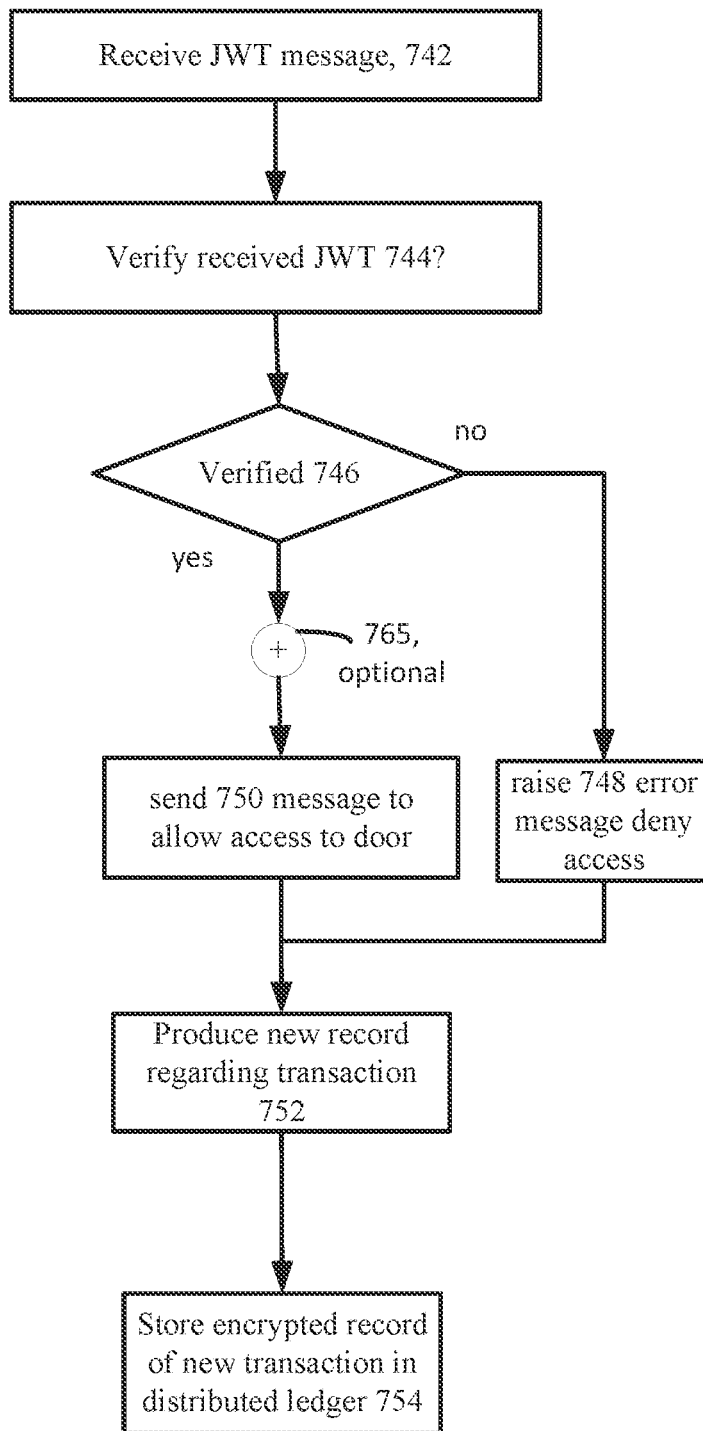 Receive JWT message, 742
Verify received JWT 744?
Verified 746
no
yes
+
765,
optional
send 750 message to
allow access to door
raise 748 error
message deny
access
Produce new record
regarding transaction
752
Store encrypted record
of new transaction in
distributed ledger 754